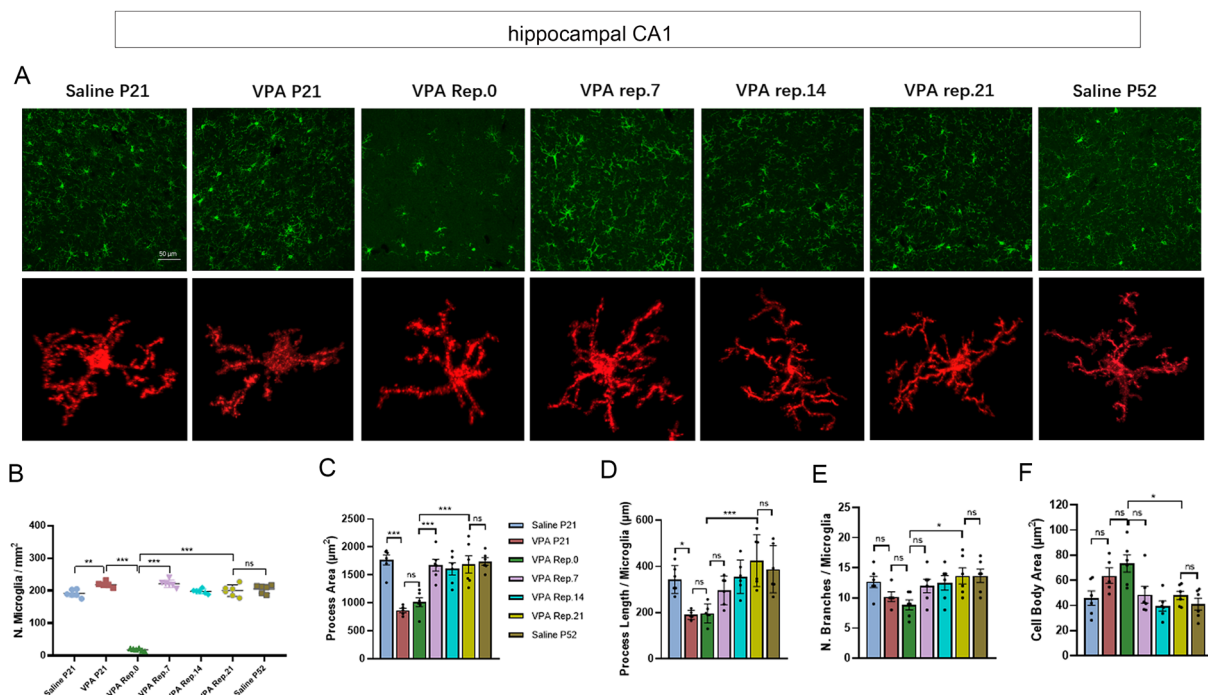 hippocampal CA1
A
Saline P21 VPA P21 VPA Rep.0 VPA rep.7 VPA rep.14 VPA rep.21 Saline P52
50 μm
B
N. Microglia / mm²
400
300
200
100
0
** *** *** *** ns
Saline P21 VPA P21 VPA Rep.0 VPA Rep.7 VPA Rep.14 VPA Rep.21 Saline P52
C
Process Area (μm²)
2500
2000
1500
1000
500
0
*** ns *** *** ns
Saline P21
VPA P21
VPA Rep.0
VPA Rep.7
VPA Rep.14
VPA Rep.21
Saline P52
D
Process Length / Microglia (μm)
600
400
200
0
* ns ns *** ns
E
N. Branches / Microglia
25
20
15
10
5
0
ns ns ns * ns
F
Cell Body Area (μm²)
100
80
60
40
20
0
ns ns ns * ns